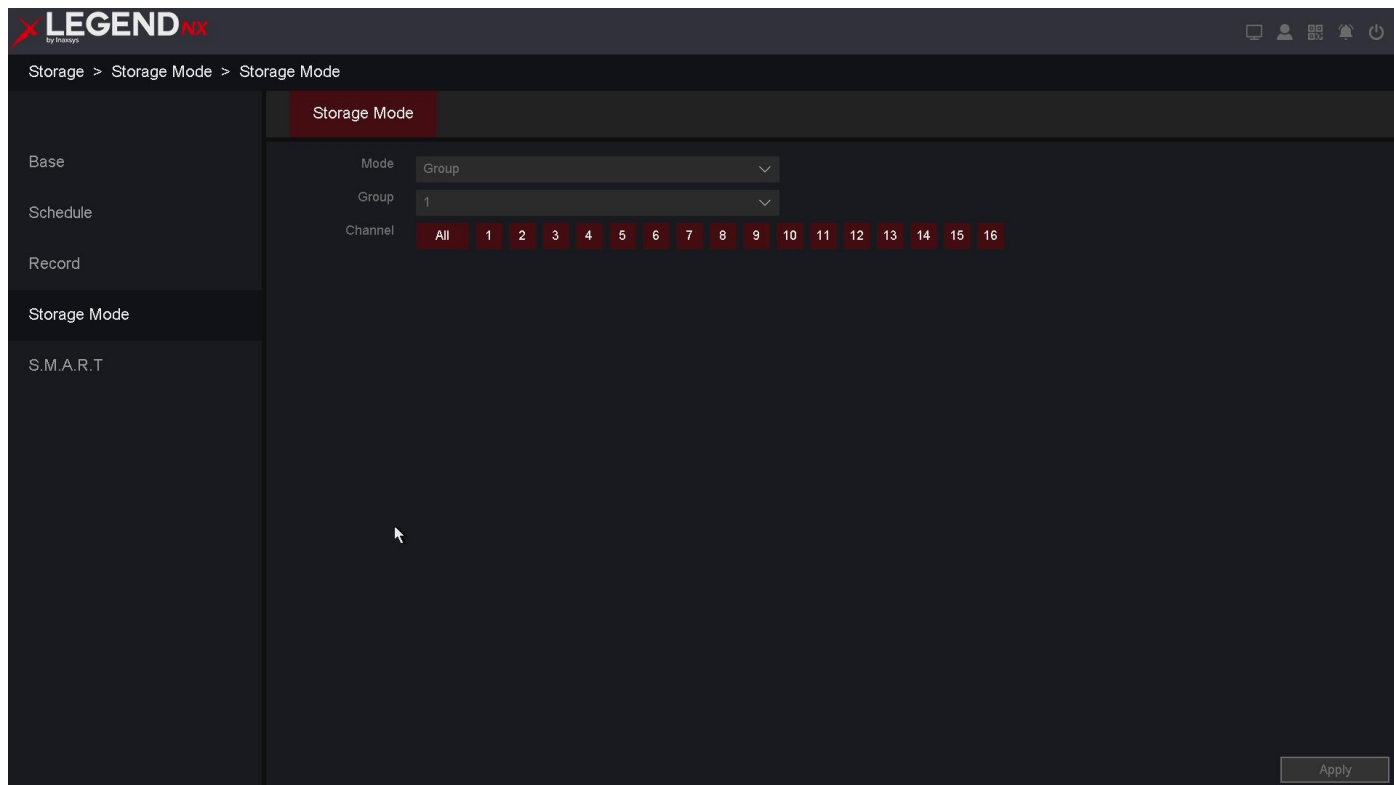 LEGEND NX
by Inaxsys
Storage > Storage Mode > Storage Mode
Storage Mode
Base
Schedule
Record
Storage Mode
S.M.A.R.T
Mode Group
Group 1
Channel All 1 2 3 4 5 6 7 8 9 10 11 12 13 14 15 16
Apply